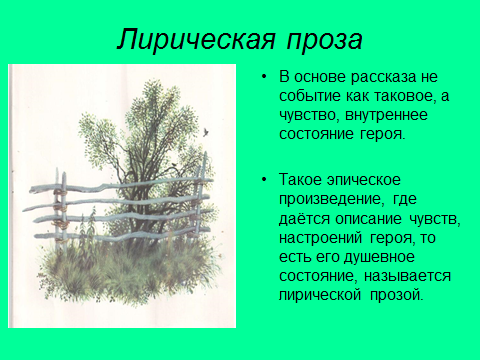 Лирическая проза
• В основе рассказа не
событие как таковое, а
чувство, внутреннее
состояние героя.
• Такое эпическое
произведение, где
даётся описание чувств,
настроений героя, то
есть его душевное
состояние, называется
лирической прозой.